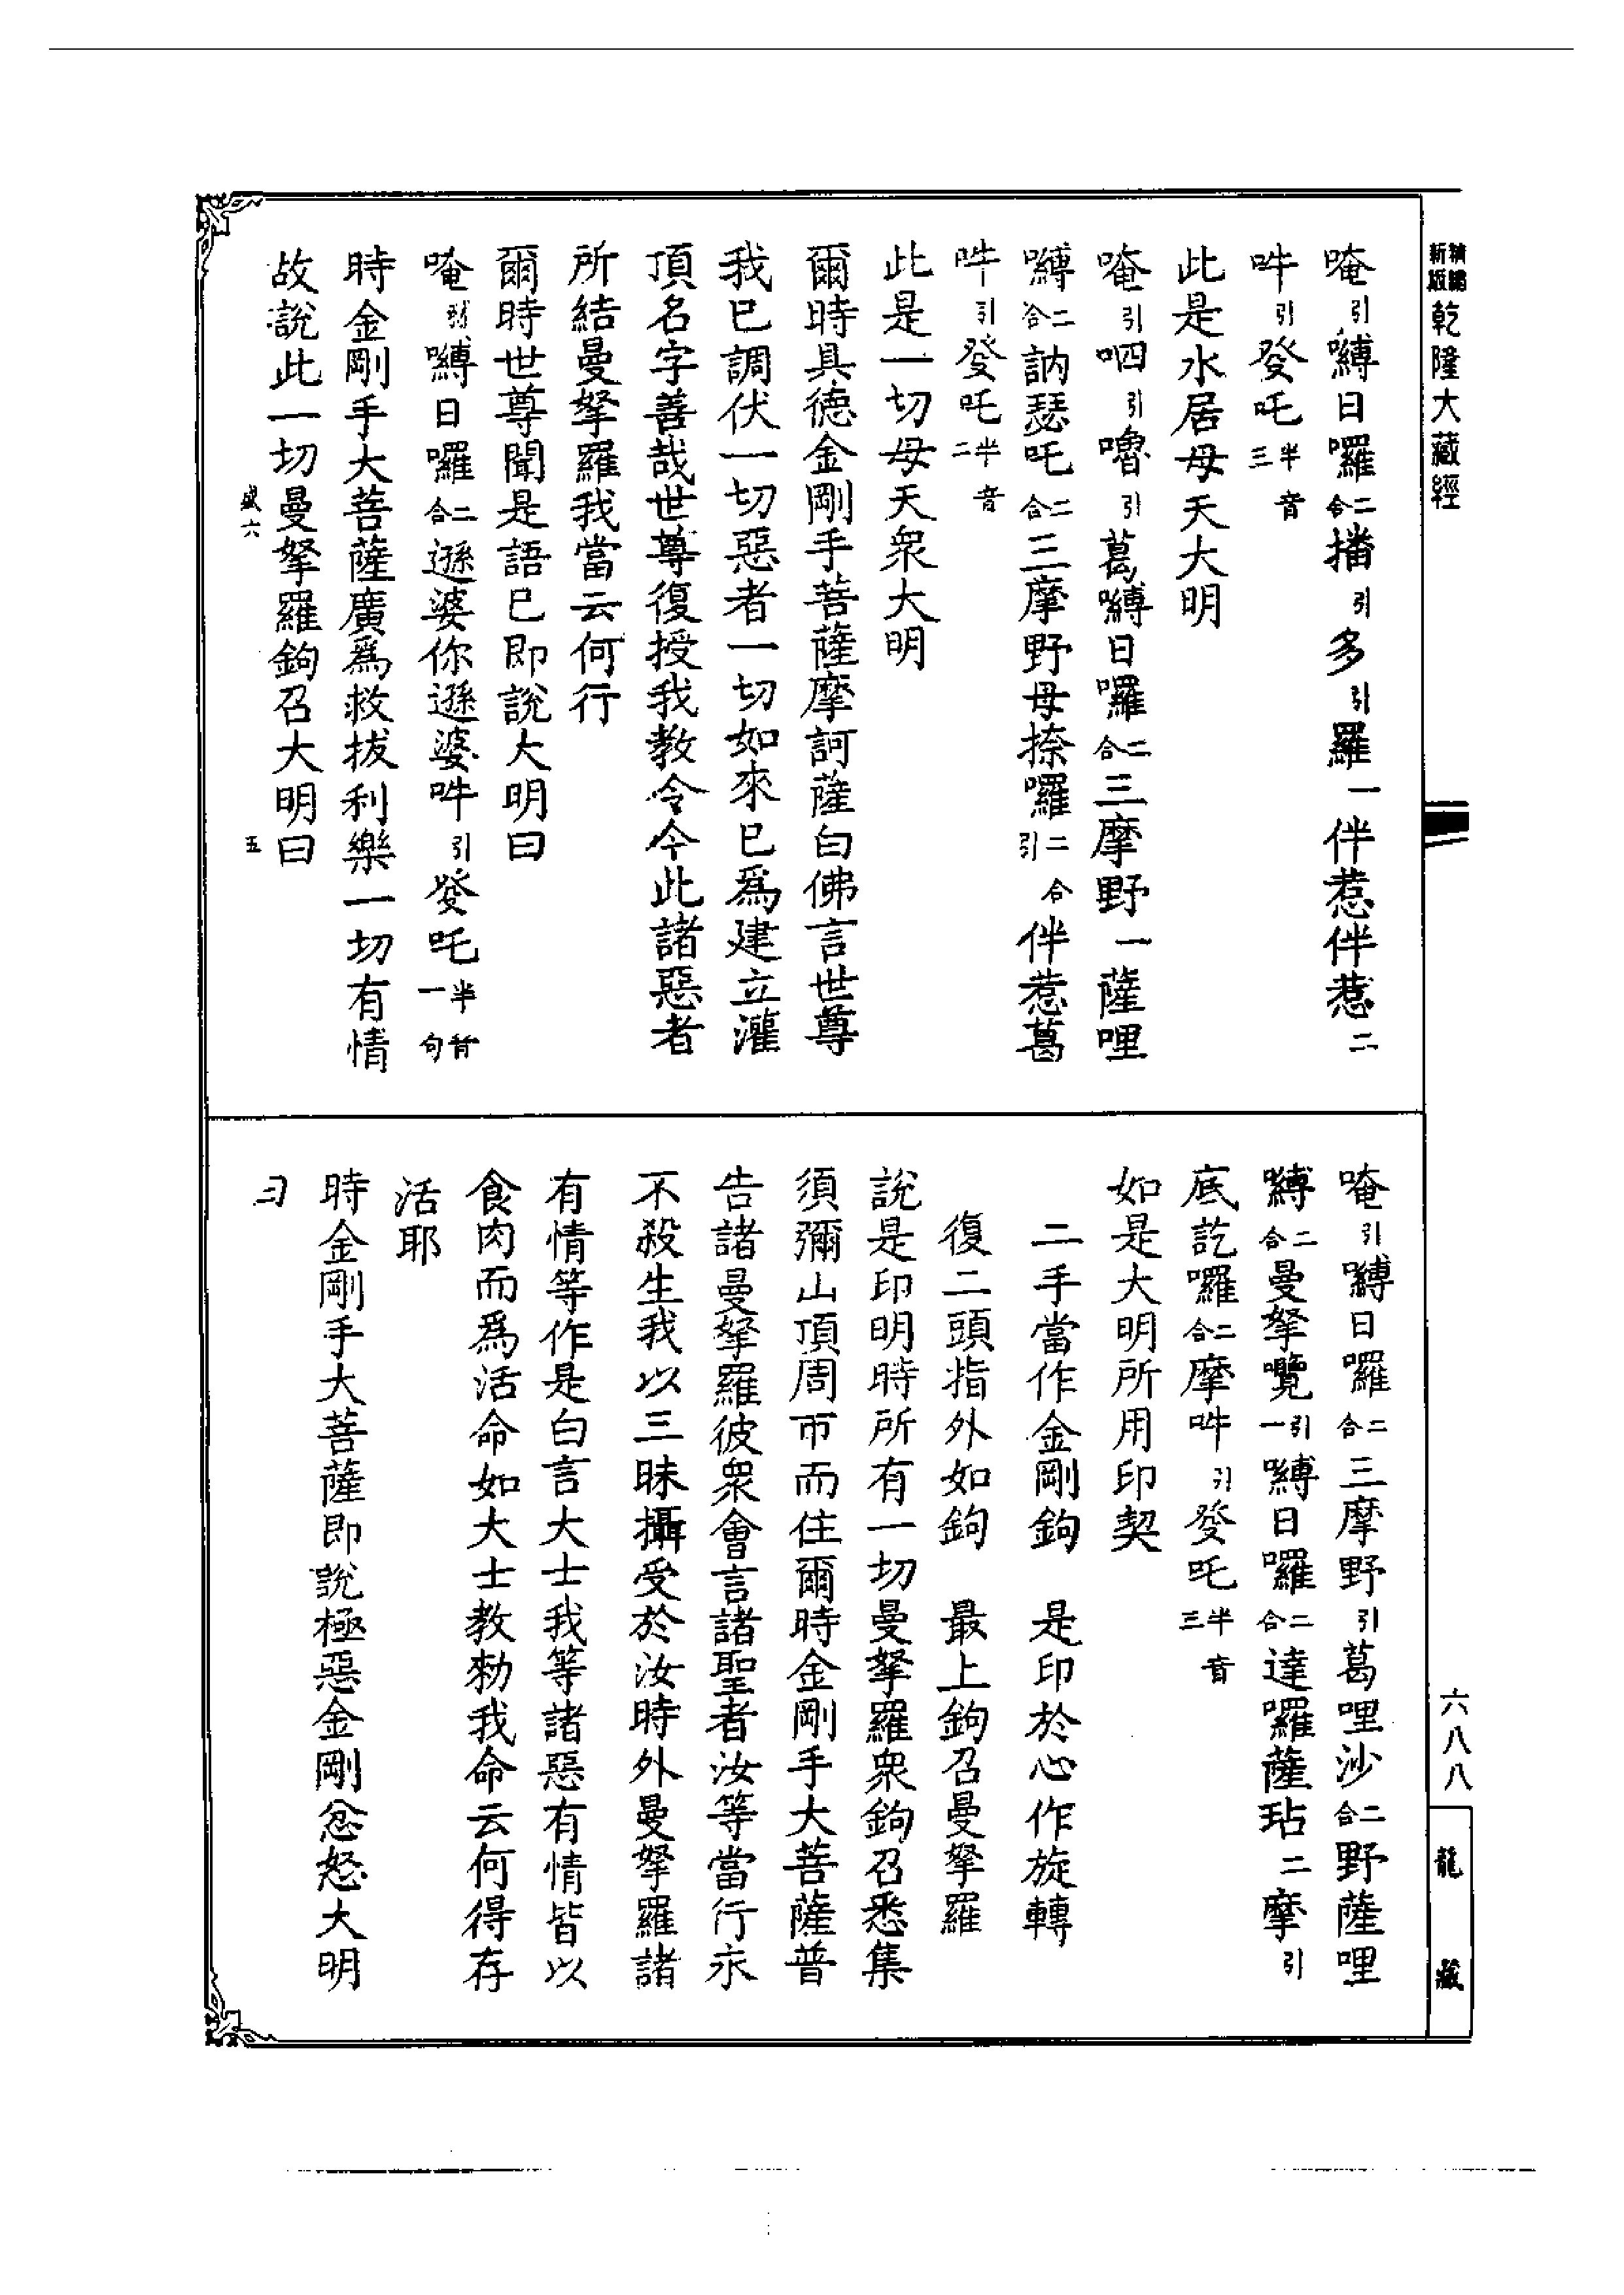 精縮新版乾隆大藏經
唵引嚩日囉二合播引多引羅一伴惹伴惹二
吽引發吒半音三
此是水居母天大明
唵引呬引嚕引葛嚩日囉二合三摩野一薩哩
嚩二合訥瑟吒二合三摩野母捺囉二合引伴惹葛
吽引發吒半音二
此是一切母天衆大明
爾時具德金剛手菩薩摩訶薩白佛言世尊
我已調伏一切惡者一切如來已爲建立灌
頂名字善哉世尊復授我教令今此諸惡者
所結曼拏羅我當云何行
爾時世尊聞是語已即說大明曰
唵引嚩日囉二合遜婆你遜婆吽引發吒半音一句
時金剛手大菩薩廣爲救拔利樂一切有情
故說此一切曼拏羅鉤召大明曰
盛六 五
唵引嚩日囉二合三摩野引葛哩沙二合野薩哩
嚩二合曼拏囕引一嚩日囉二合達囉薩玷二摩引
底訖囉二合摩吽引發吒半音三
如是大明所用印契
二手當作金剛鉤 是印於心作旋轉
復二頭指外如鉤 最上鉤召曼拏羅
說是印明時所有一切曼拏羅衆鉤召悉集
須彌山頂周帀而住爾時金剛手大菩薩普
告諸曼拏羅彼衆會言諸聖者汝等當行永
不殺生我以三昧攝受於汝時外曼拏羅諸
有情等作是白言大士我等諸惡有情皆以
食肉而爲活命如大士教勑我命云何得存
活耶
時金剛手大菩薩即說極惡金剛忿怒大明
曰
六八八
龍藏